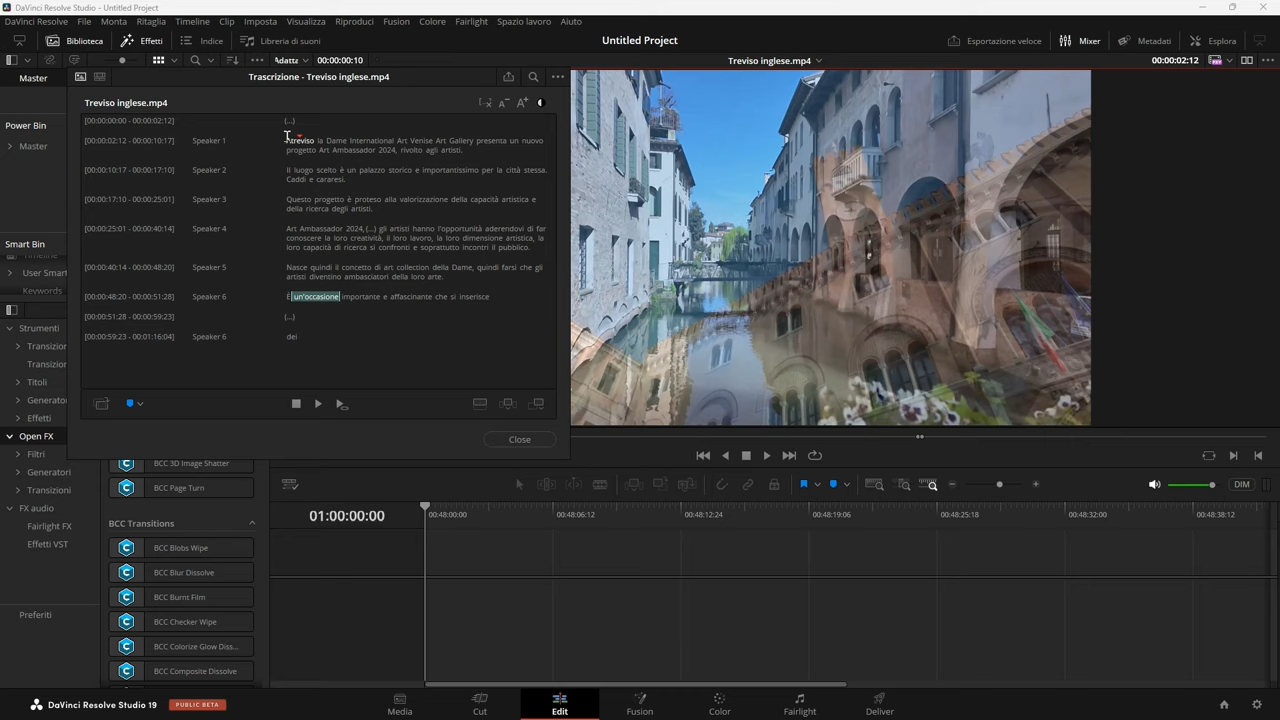 DaVinci Resolve Studio - Untitled Project
DaVinci Resolve File Monta Ritaglia Timeline Clip Imposta Visualizza Riproduci Fusion Colore Fairlight Spazio lavoro Aiuto
Biblioteca Effetti Indice Libreria di suoni Untitled Project Esportazione veloce Mixer Metadati Esplora
Adatta 00:00:00:10 Treviso inglese.mp4 00:00:02:12
Master
Trascrizione - Treviso inglese.mp4
Treviso inglese.mp4
A- A+
[00:00:00:00 - 00:00:02:12] (...)
Power Bin
Master
[00:00:02:12 - 00:00:10:17] Speaker 1 Atreviso la Dame International Art Venise Art Gallery presenta un nuovo
progetto Art Ambassador 2024, rivolto agli artisti.
[00:00:10:17 - 00:00:17:10] Speaker 2 Il luogo scelto è un palazzo storico e importantissimo per la città stessa.
Caddi e cararesi.
[00:00:17:10 - 00:00:25:01] Speaker 3 Questo progetto è proteso alla valorizzazione della capacità artistica e
della ricerca degli artisti.
[00:00:25:01 - 00:00:40:14] Speaker 4 Art Ambassador 2024, (...) gli artisti hanno l'opportunità aderendovi di far
conoscere la loro creatività, il loro lavoro, la loro dimensione artistica, la
loro capacità di ricerca si confronti e soprattutto incontri il pubblico.
[00:00:40:14 - 00:00:48:20] Speaker 5 Nasce quindi il concetto di art collection della Dame, quindi farsi che gli
artisti diventino ambasciatori della loro arte.
[00:00:48:20 - 00:00:51:28] Speaker 6 È un'occasione importante e affascinante che si inserisce
[00:00:51:28 - 00:00:59:23] (...)
[00:00:59:23 - 00:01:16:04] Speaker 6 dei
Close
Smart Bin
Timeline
User Smart
Keywords
Strumenti
Transizion
Transizion
Titoli
Generator
Effetti
Open FX
Filtri
Generatori
Transizioni
FX audio
Fairlight FX
Effetti VST
Preferiti
BCC 3D Image Shatter
BCC Page Turn
BCC Transitions
BCC Blobs Wipe
BCC Blur Dissolve
BCC Burnt Film
BCC Checker Wipe
BCC Colorize Glow Diss...
BCC Composite Dissolve
DIM
01:00:00:00
00:48:00:00 00:48:06:12 00:48:12:24 00:48:19:06 00:48:25:18 00:48:32:00 00:48:38:12
DaVinci Resolve Studio 19 PUBLIC BETA
Media Cut Edit Fusion Color Fairlight Deliver